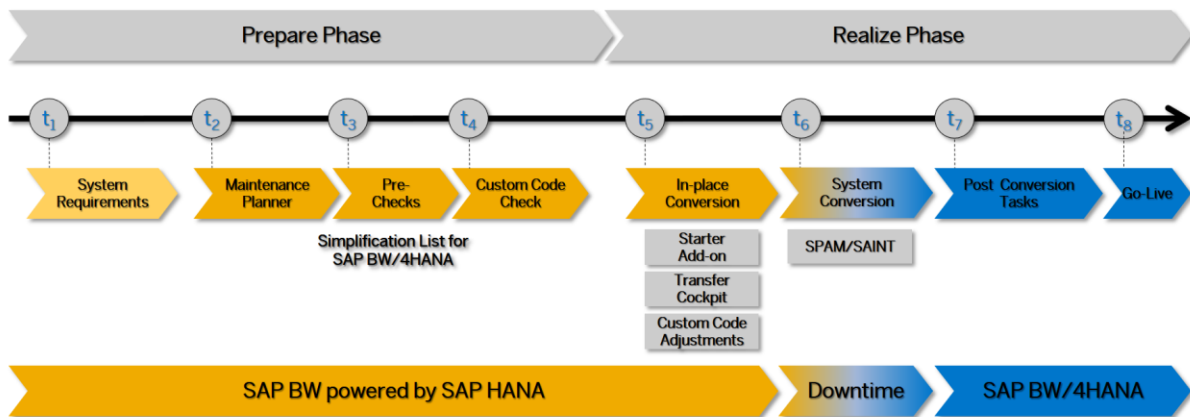 Prepare Phase
Realize Phase
t1
t2
t3
t4
t5
t6
t7
t8
System
Requirements
Maintenance
Planner
Pre-
Checks
Custom Code
Check
In-place
Conversion
System
Conversion
Post Conversion
Tasks
Go-Live
Simplification List for
SAP BW/4HANA
Starter
Add-on
SPAM/SAINT
Transfer
Cockpit
Custom Code
Adjustments
SAP BW powered by SAP HANA
Downtime
SAP BW/4HANA